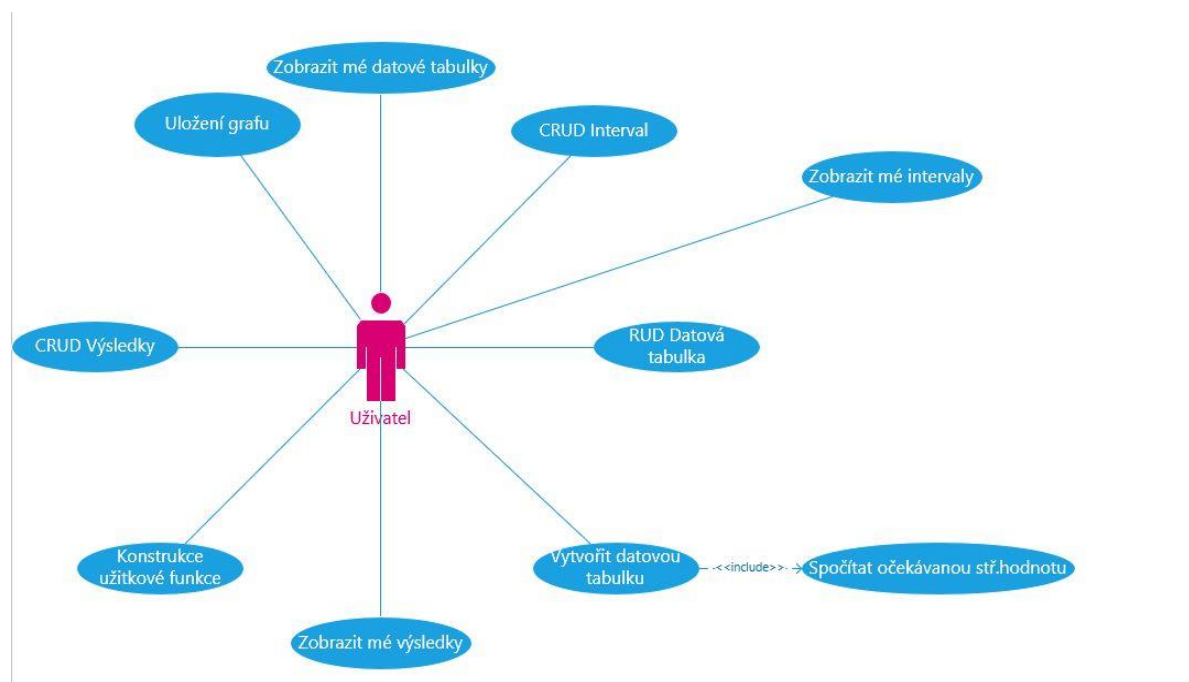 Zobrazit mé datové tabulky
Uložení grafu
CRUD Interval
Zobrazit mé intervaly
CRUD Výsledky
RUD Datová
tabulka
Uživatel
Konstrukce
užitkové funkce
Vytvořit datovou
tabulku
<<include>>
Spočítat očekávanou stř.hodnotu
Zobrazit mé výsledky